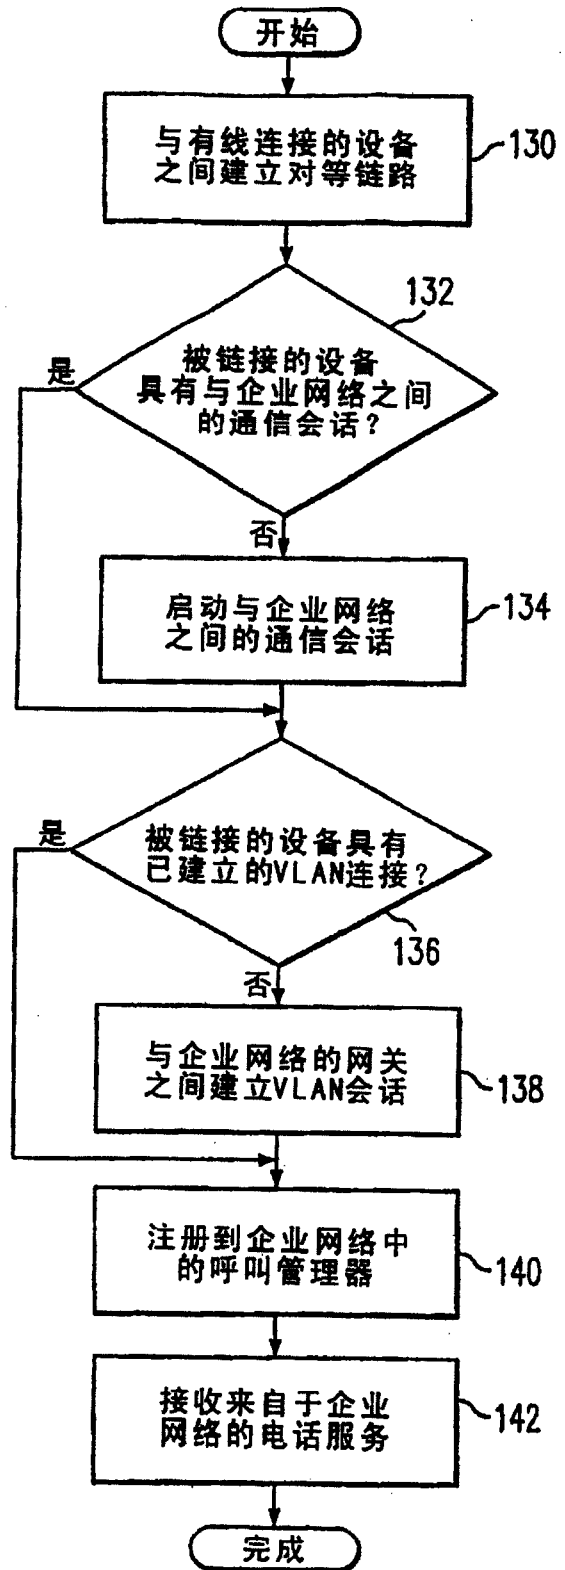 开始
与有线连接的设备
之间建立对等链路
130
132
被链接的设备
具有与企业网络之间
的通信会话?
是
否
启动与企业网络
之间的通信会话
134
被链接的设备具有
已建立的VLAN连接?
是
136
否
与企业网络的网关
之间建立VLAN会话
138
注册到企业网络中
的呼叫管理器
140
接收来自于企业
网络的电话服务
142
完成